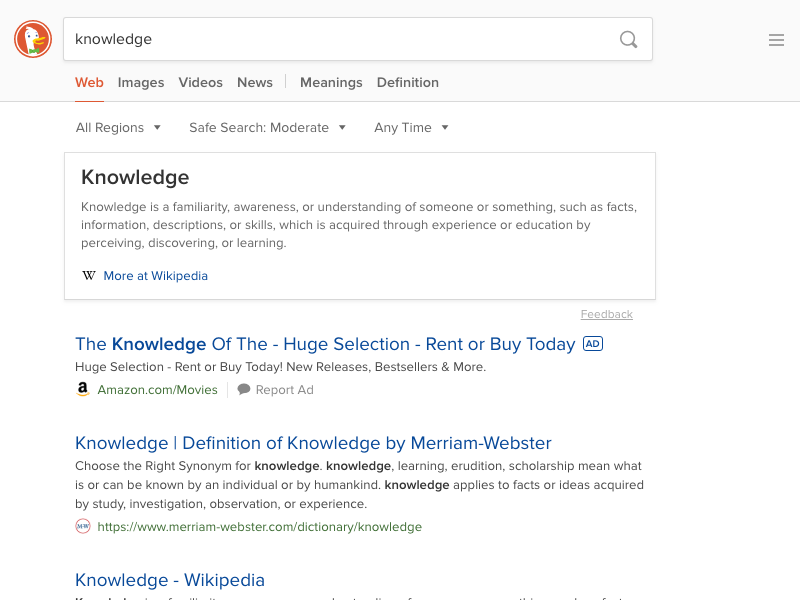 knowledge
Web Images Videos News Meanings Definition
All Regions Safe Search: Moderate Any Time
Knowledge
Knowledge is a familiarity, awareness, or understanding of someone or something, such as facts,
information, descriptions, or skills, which is acquired through experience or education by
perceiving, discovering, or learning.
W More at Wikipedia
Feedback
The Knowledge Of The - Huge Selection - Rent or Buy Today AD
Huge Selection - Rent or Buy Today! New Releases, Bestsellers & More.
a Amazon.com/Movies Report Ad
Knowledge | Definition of Knowledge by Merriam-Webster
Choose the Right Synonym for knowledge. knowledge, learning, erudition, scholarship mean what
is or can be known by an individual or by humankind. knowledge applies to facts or ideas acquired
by study, investigation, observation, or experience.
M-W https://www.merriam-webster.com/dictionary/knowledge
Knowledge - Wikipedia